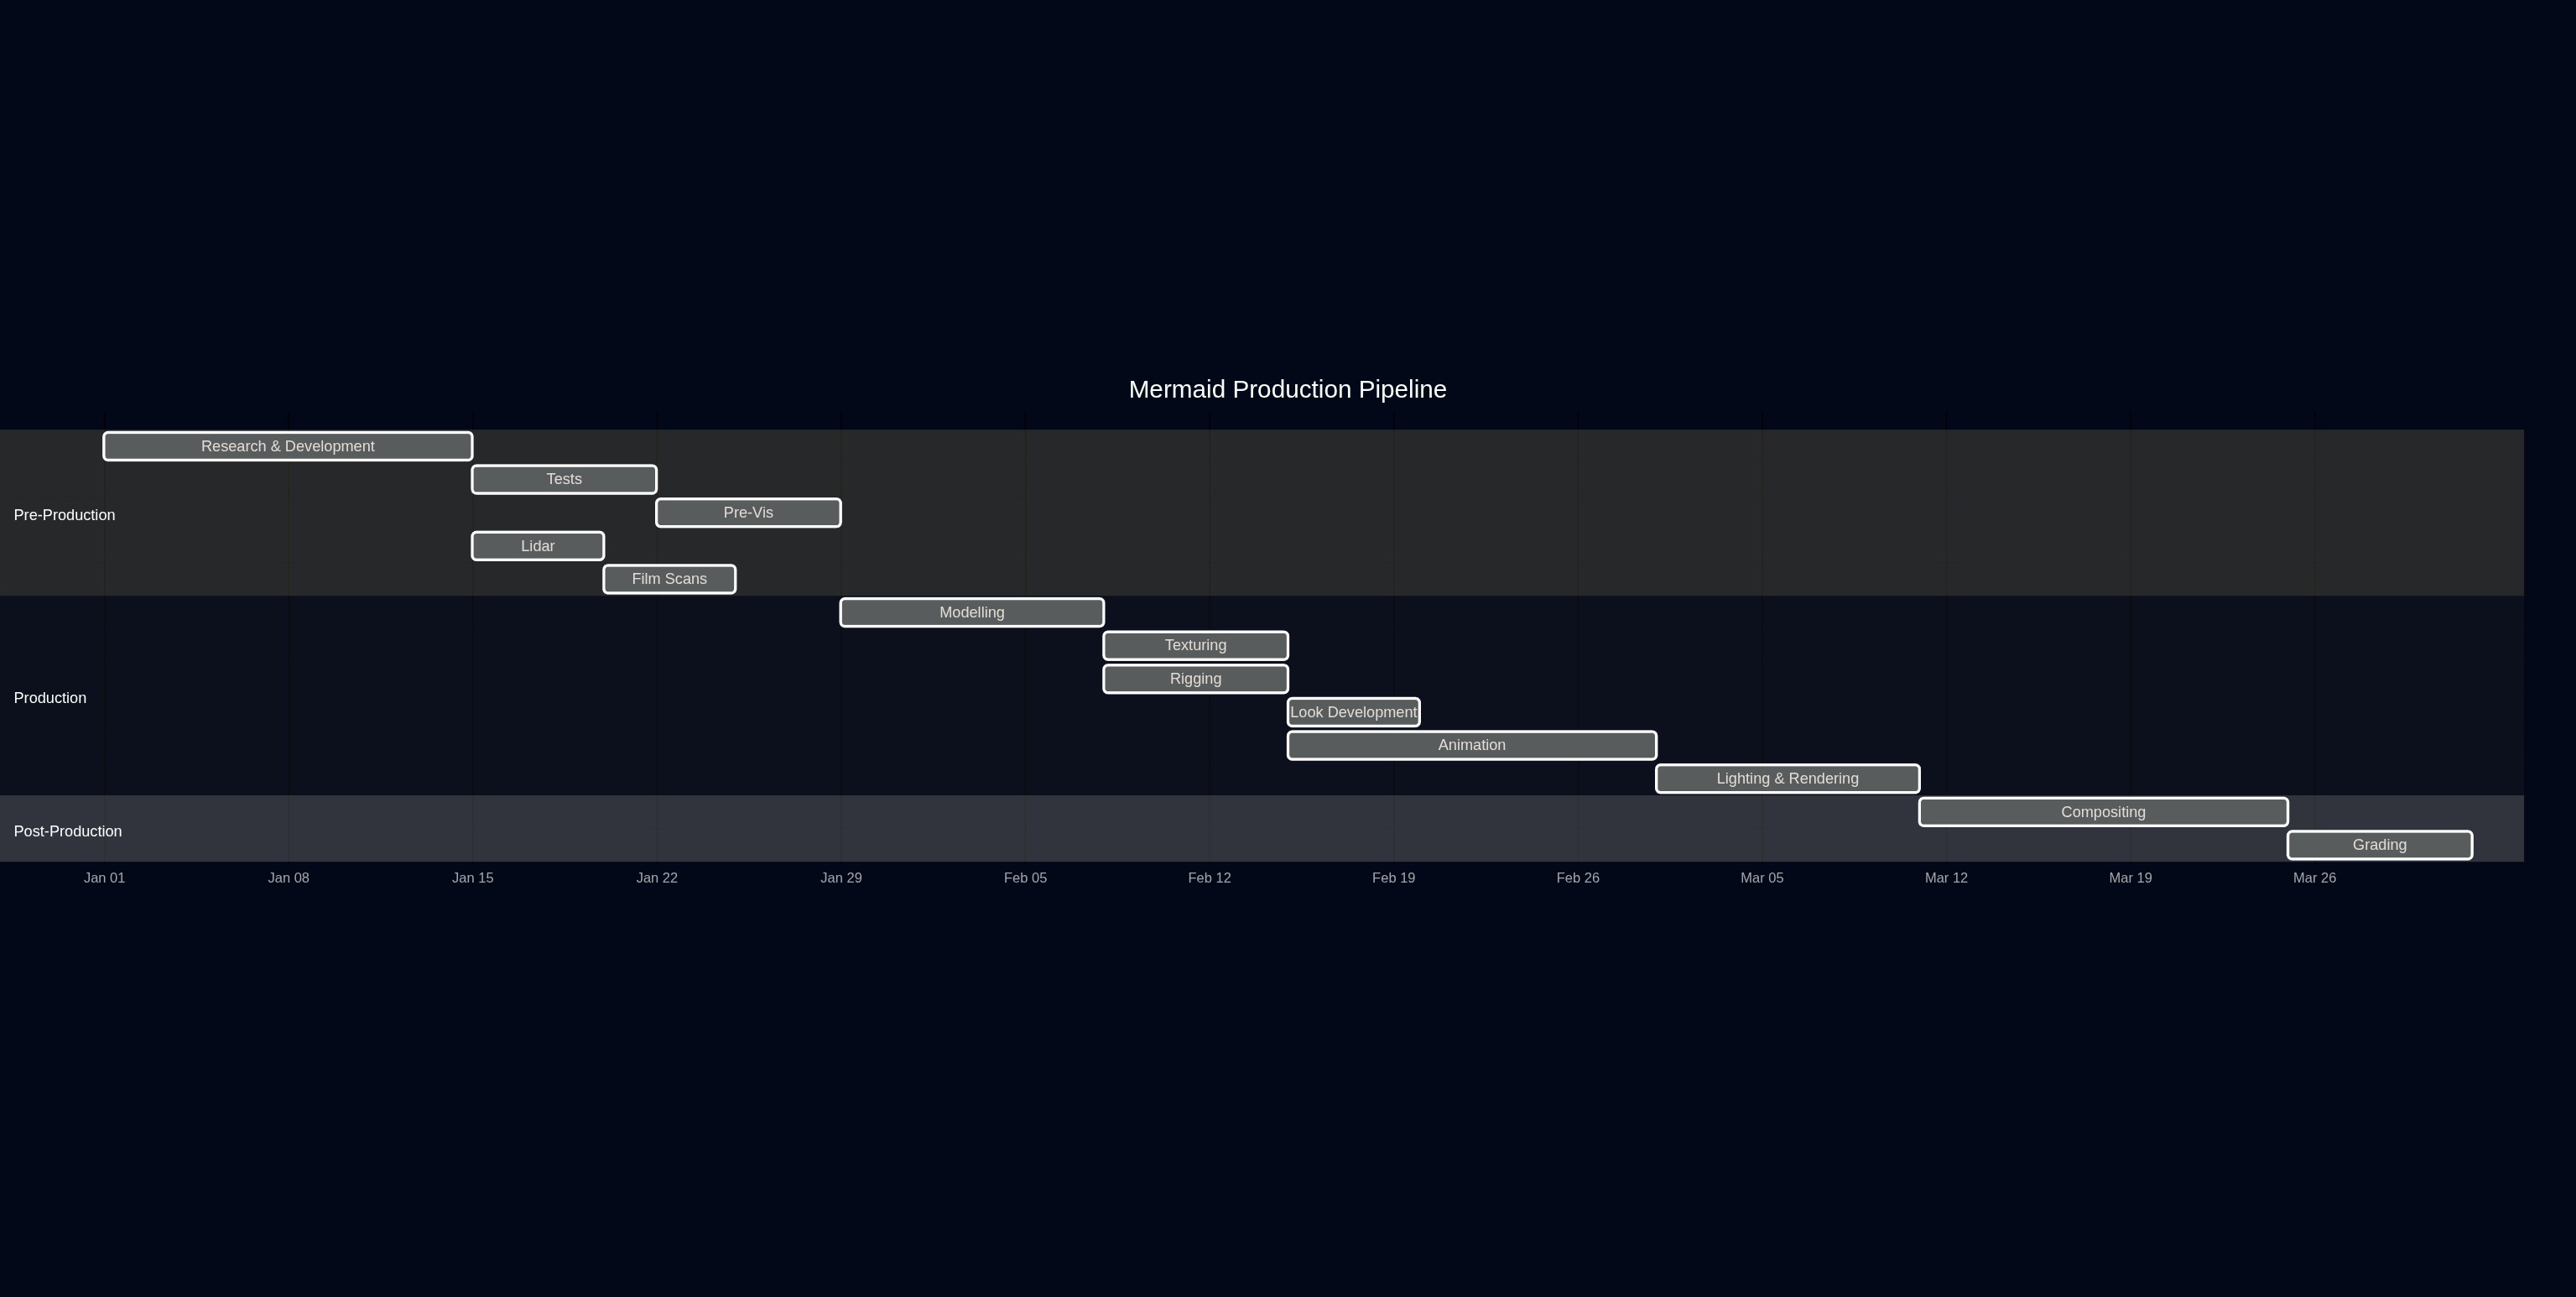 Mermaid Production Pipeline
Research & Development
Tests
Pre-Production
Pre-Vis
Lidar
Film Scans
Modelling
Texturing
Rigging
Production
Look Development
Animation
Lighting & Rendering
Compositing
Post-Production
Grading
Jan 01 Jan 08 Jan 15 Jan 22 Jan 29 Feb 05 Feb 12 Feb 19 Feb 26 Mar 05 Mar 12 Mar 19 Mar 26